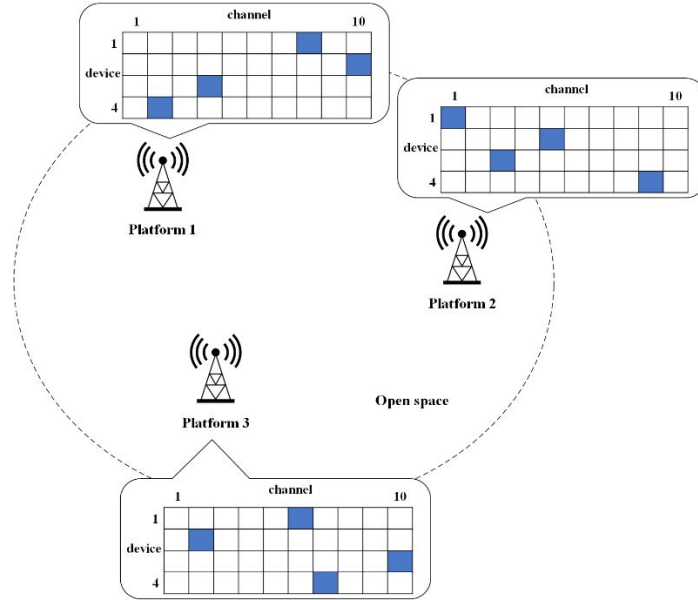 channel
1 10
1
device
4
Platform 1
channel
1 10
1
device
4
Platform 2
Platform 3
Open space
channel
1 10
1
device
4